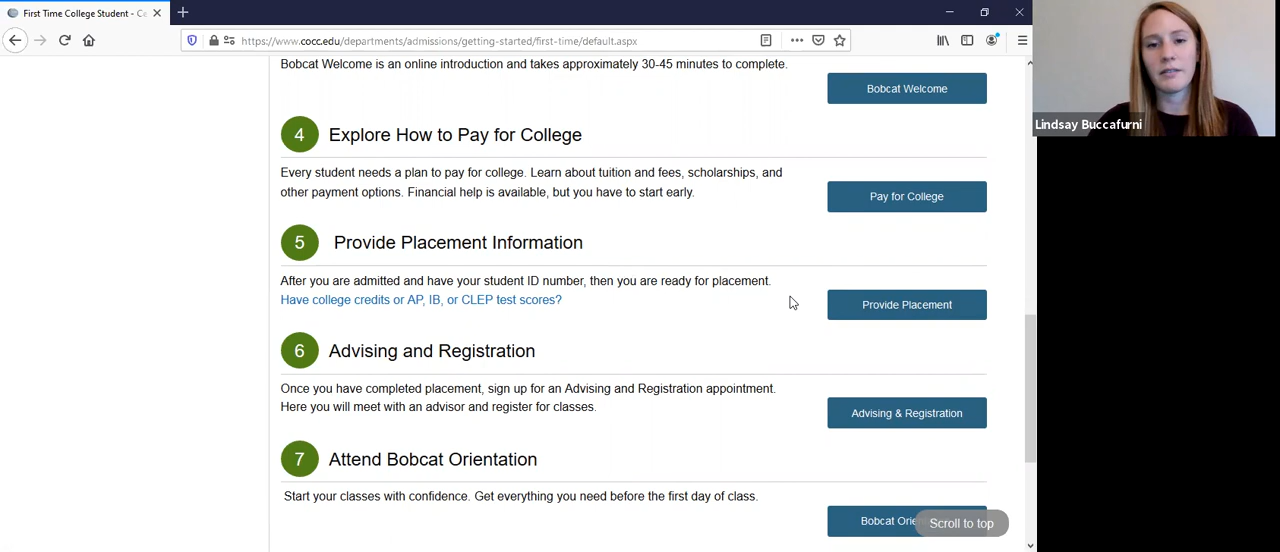 First Time College Student - Ce
https://www.cocc.edu/departments/admissions/getting-started/first-time/default.aspx
Lindsay Buccafurni
Bobcat Welcome is an online introduction and takes approximately 30-45 minutes to complete.
Bobcat Welcome
4 Explore How to Pay for College
Every student needs a plan to pay for college. Learn about tuition and fees, scholarships, and
other payment options. Financial help is available, but you have to start early.
Pay for College
5 Provide Placement Information
After you are admitted and have your student ID number, then you are ready for placement.
Have college credits or AP, IB, or CLEP test scores?
Provide Placement
6 Advising and Registration
Once you have completed placement, sign up for an Advising and Registration appointment.
Here you will meet with an advisor and register for classes.
Advising & Registration
7 Attend Bobcat Orientation
Start your classes with confidence. Get everything you need before the first day of class.
Bobcat Orie
Scroll to top